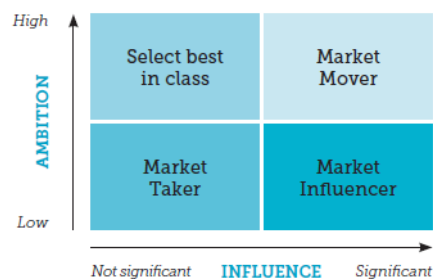 High
Select best
in class
Market
Mover
AMBITION
Market
Taker
Market
Influencer
Low
Not significant INFLUENCE Significant